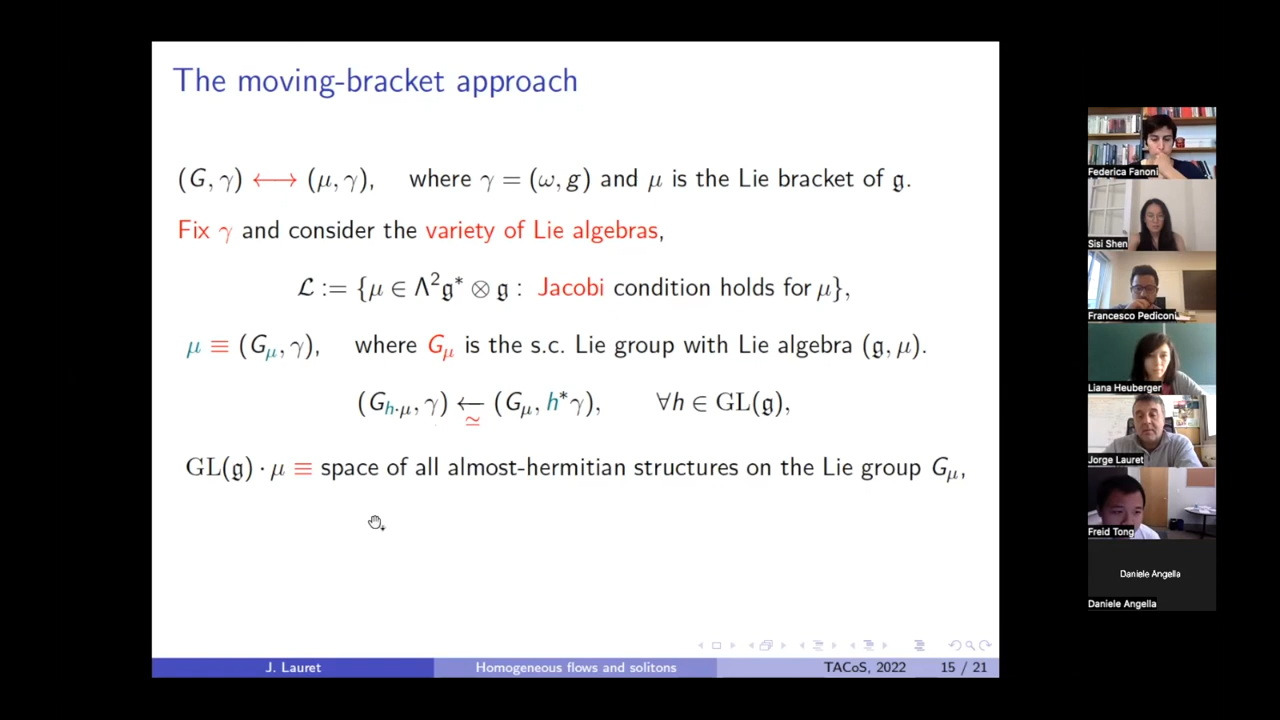 The moving-bracket approach
(G, γ) ⟷ (μ, γ), where γ = (ω, g) and μ is the Lie bracket of 𝔤.
Fix γ and consider the variety of Lie algebras,
ℒ := {μ ∈ Λ²𝔤* ⊗ 𝔤 : Jacobi condition holds for μ},
μ ≡ (G_μ, γ), where G_μ is the s.c. Lie group with Lie algebra (𝔤, μ).
(G_{h·μ}, γ) ⟵≃ (G_μ, h*γ), ∀h ∈ GL(𝔤),
GL(𝔤) · μ ≡ space of all almost-hermitian structures on the Lie group G_μ,
J. Lauret Homogeneous flows and solitons TACoS, 2022 15 / 21
Federica Fanoni
Sisi Shen
Francesco Pediconi
Liana Heuberger
Jorge Lauret
Freid Tong
Daniele Angella
Daniele Angella